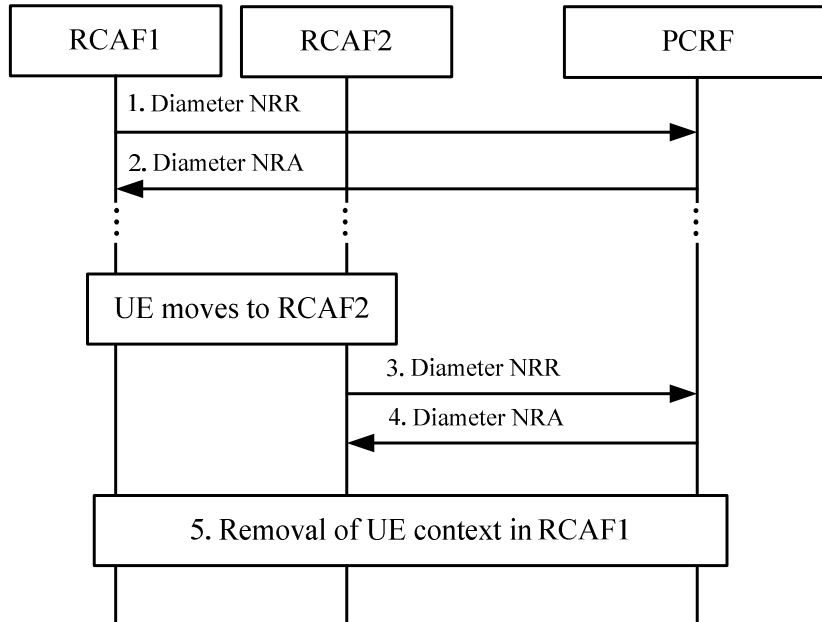 RCAF1
RCAF2
PCRF
1. Diameter NRR
2. Diameter NRA
UE moves to RCAF2
3. Diameter NRR
4. Diameter NRA
5. Removal of UE context in RCAF1